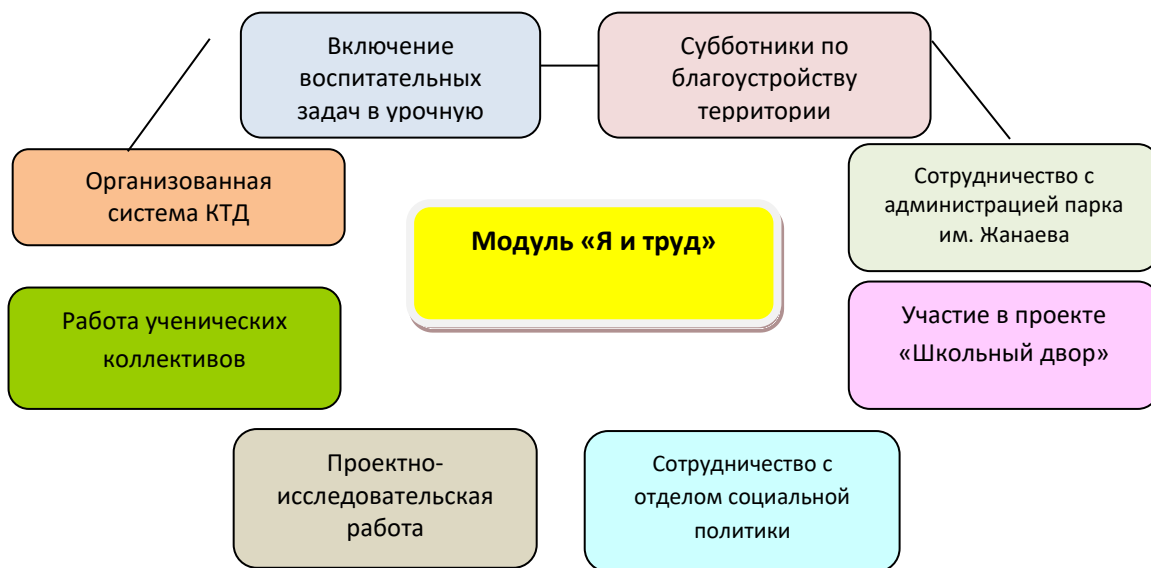 Включение
воспитательных
задач в урочную
Субботники по
благоустройству
территории
Организованная
система КТД
Модуль «Я и труд»
Сотрудничество с
администрацией парка
им. Жанаева
Работа ученических
коллективов
Участие в проекте
«Школьный двор»
Проектно-
исследовательская
работа
Сотрудничество с
отделом социальной
политики